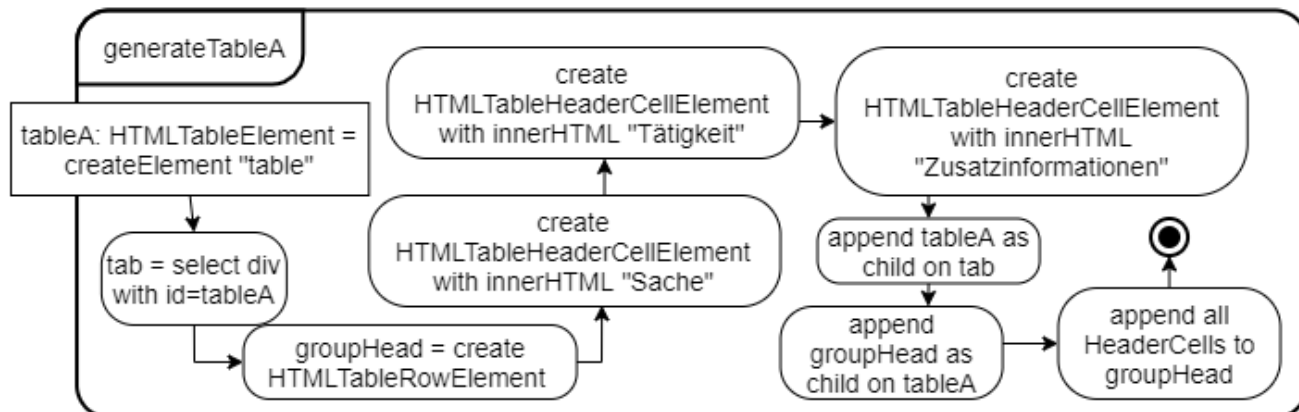 generateTableA
tableA: HTMLTableElement =
createElement "table"
tab = select div
with id=tableA
groupHead = create
HTMLTableRowElement
create
HTMLTableHeaderCellElement
with innerHTML "Sache"
create
HTMLTableHeaderCellElement
with innerHTML "Tätigkeit"
create
HTMLTableHeaderCellElement
with innerHTML
"Zusatzinformationen"
append tableA as
child on tab
append
groupHead as
child on tableA
append all
HeaderCells to
groupHead